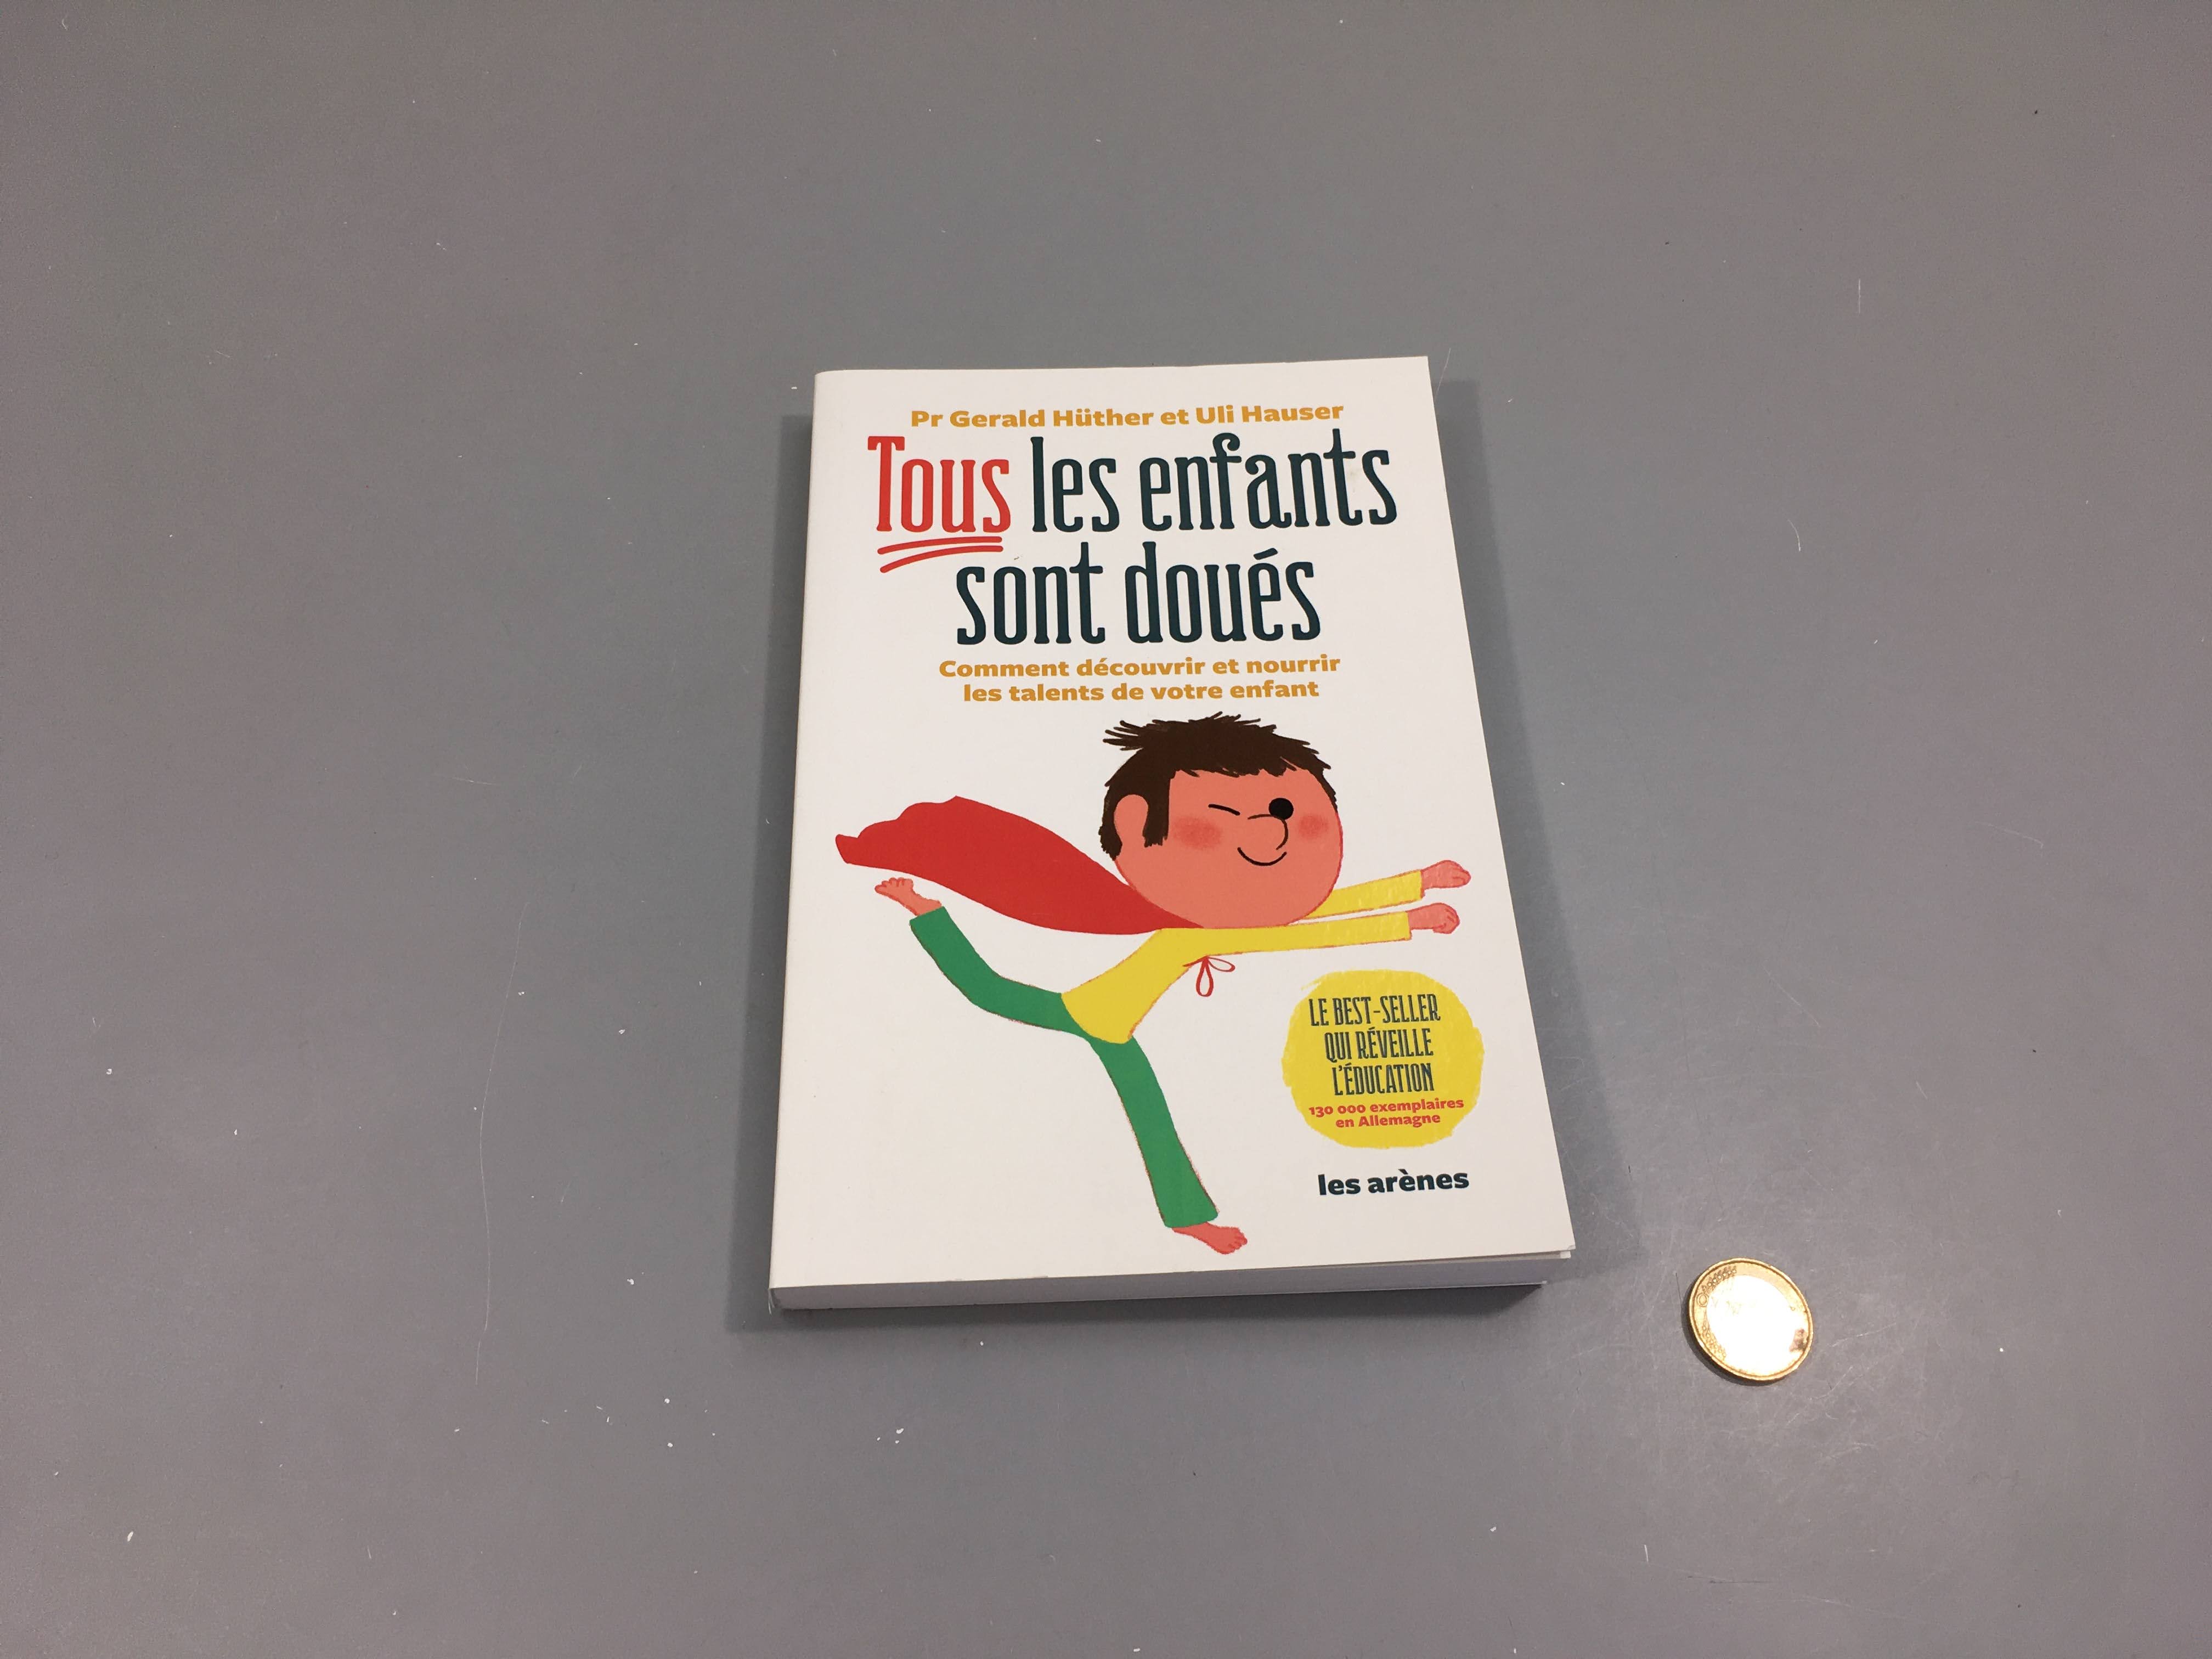 Pr Gerald Hüther et Uli Hauser
Tous les enfants
sont doués
Comment découvrir et nourrir
les talents de votre enfant
LE BEST-SELLER
QUI RÉVEILLE
L'ÉDUCATION
130 000 exemplaires
en Allemagne
les arènes